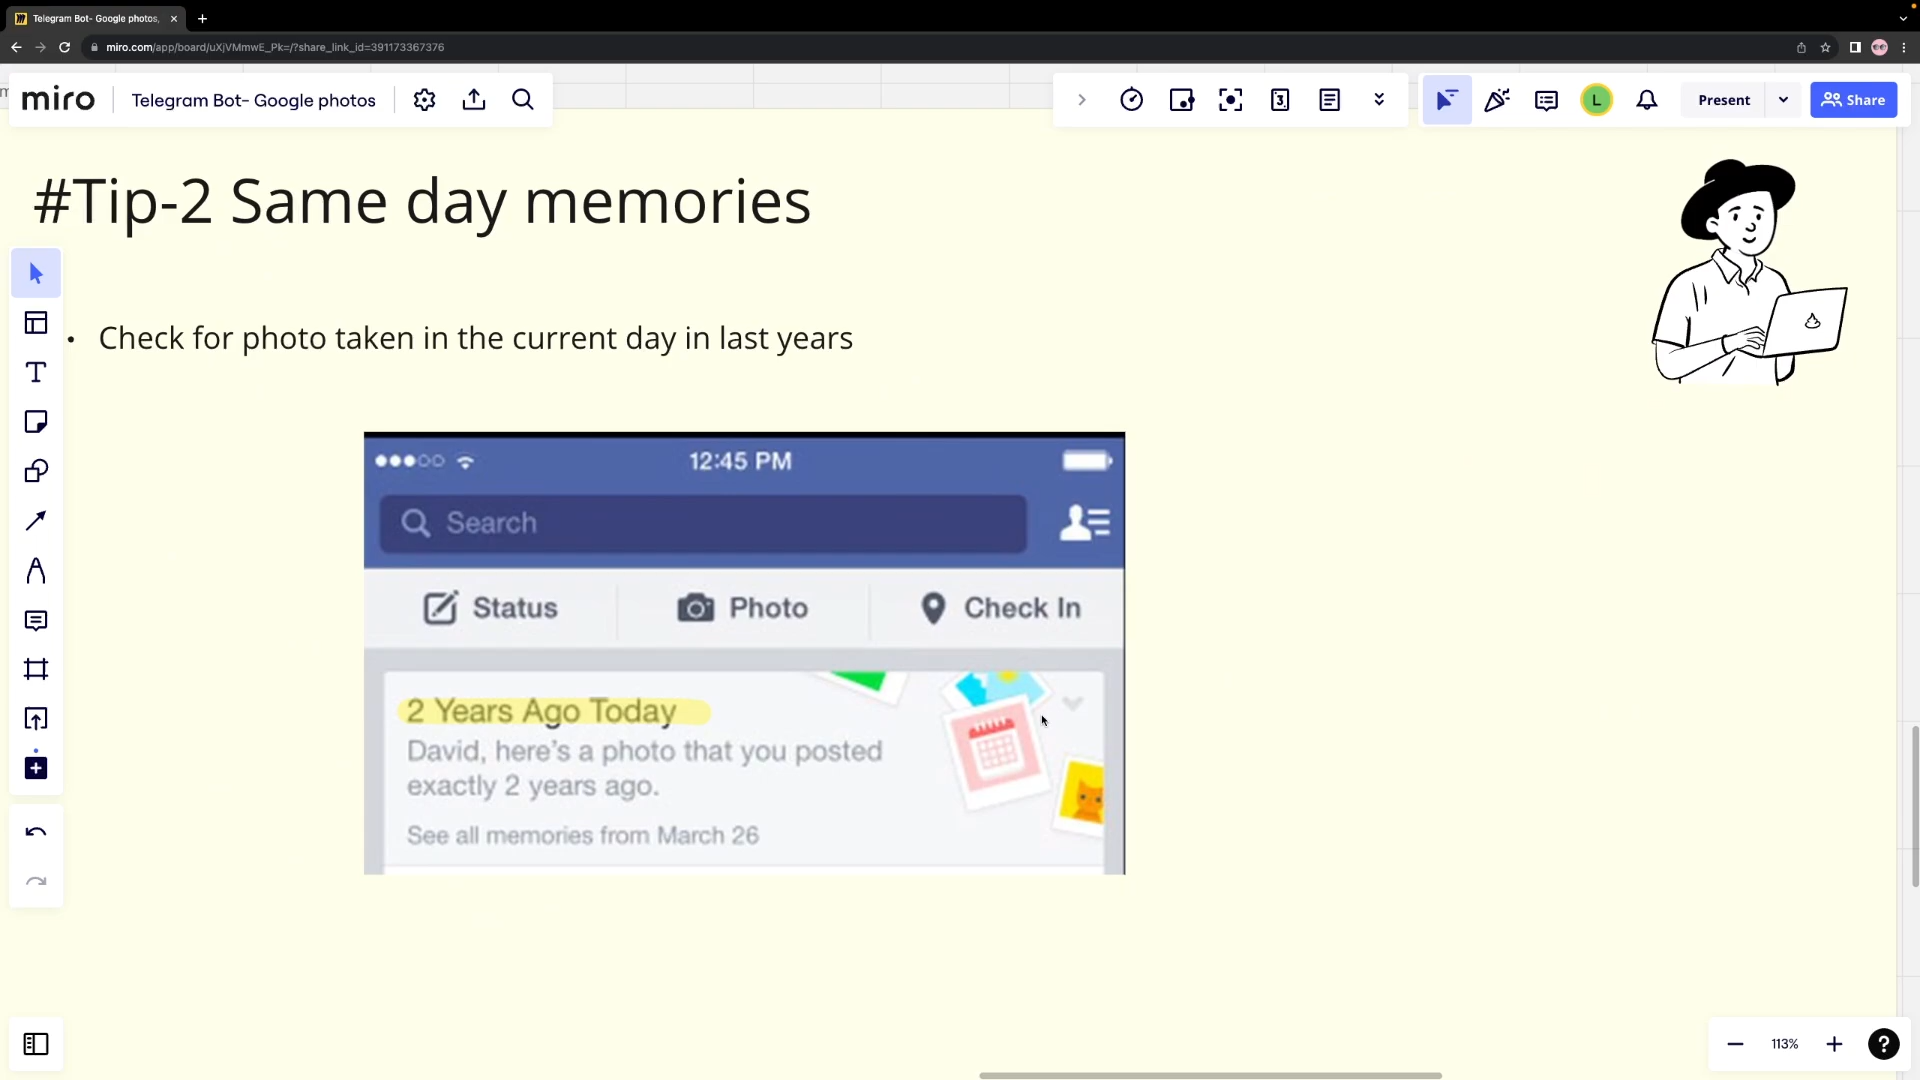 Telegram Bot- Google photos,
miro.com/app/board/uXjVMmwE_Pk=/?share_link_id=391173367376
miro
Telegram Bot- Google photos
3
L
Present
Share
#Tip-2 Same day memories
• Check for photo taken in the current day in last years
12:45 PM
Search
Status
Photo
Check In
2 Years Ago Today
David, here's a photo that you posted
exactly 2 years ago.
See all memories from March 26
113%
?